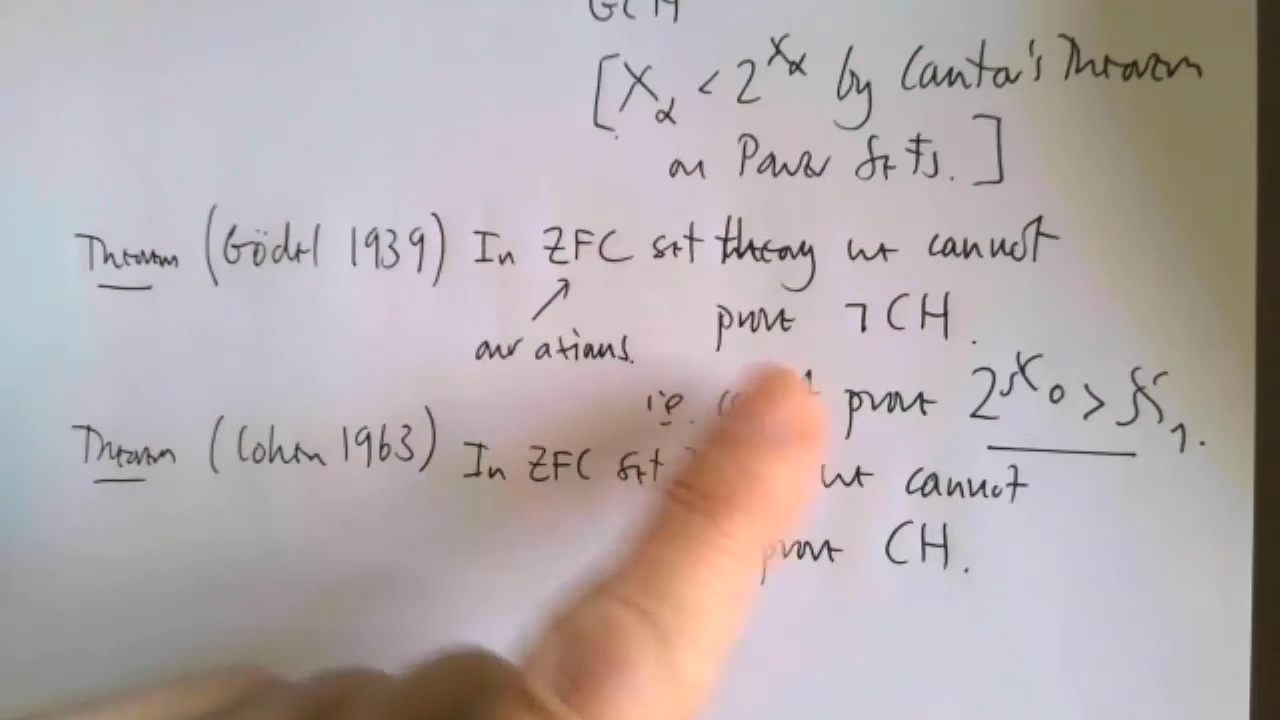 GCH
[ℵα < 2^ℵα by Cantor's Theorem
on Power Sets.]
Theorem (Gödel 1939) In ZFC set theory we cannot
prove ¬CH.
our axioms.
i.e. prove 2^ℵ0 > ℵ1.
Theorem (Cohen 1963) In ZFC set we cannot
prove CH.